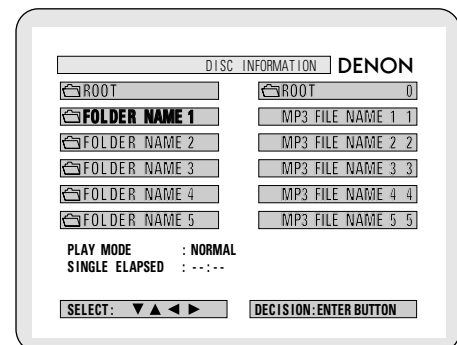 DISC INFORMATION DENON
ROOT
FOLDER NAME 1
FOLDER NAME 2
FOLDER NAME 3
FOLDER NAME 4
FOLDER NAME 5
ROOT 0
MP3 FILE NAME 1 1
MP3 FILE NAME 2 2
MP3 FILE NAME 3 3
MP3 FILE NAME 4 4
MP3 FILE NAME 5 5
PLAY MODE : NORMAL
SINGLE ELAPSED : --:--
SELECT: ▼ ▲ ◄ ►
DECISION:ENTER BUTTON